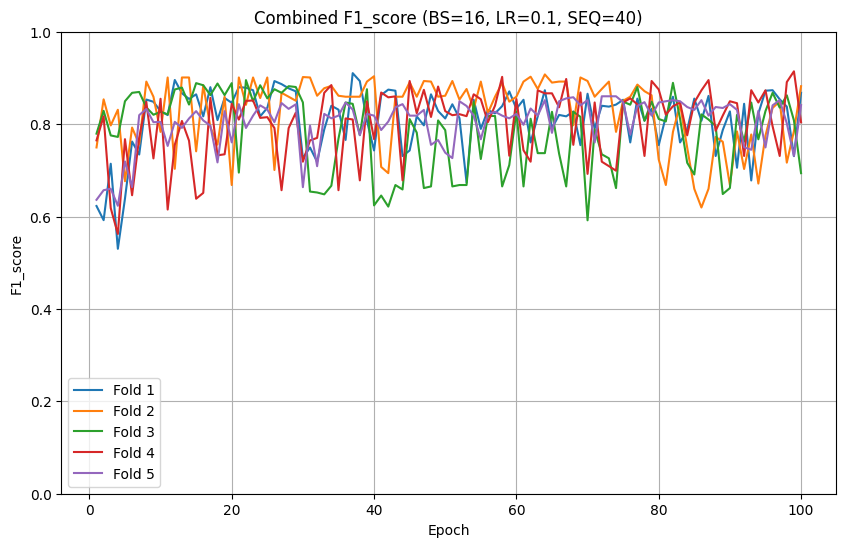 Combined F1_score (BS=16, LR=0.1, SEQ=40)
1.0
0.8
0.6
0.4
0.2
0.0
F1_score
Fold 1
Fold 2
Fold 3
Fold 4
Fold 5
0 20 40 60 80 100
Epoch